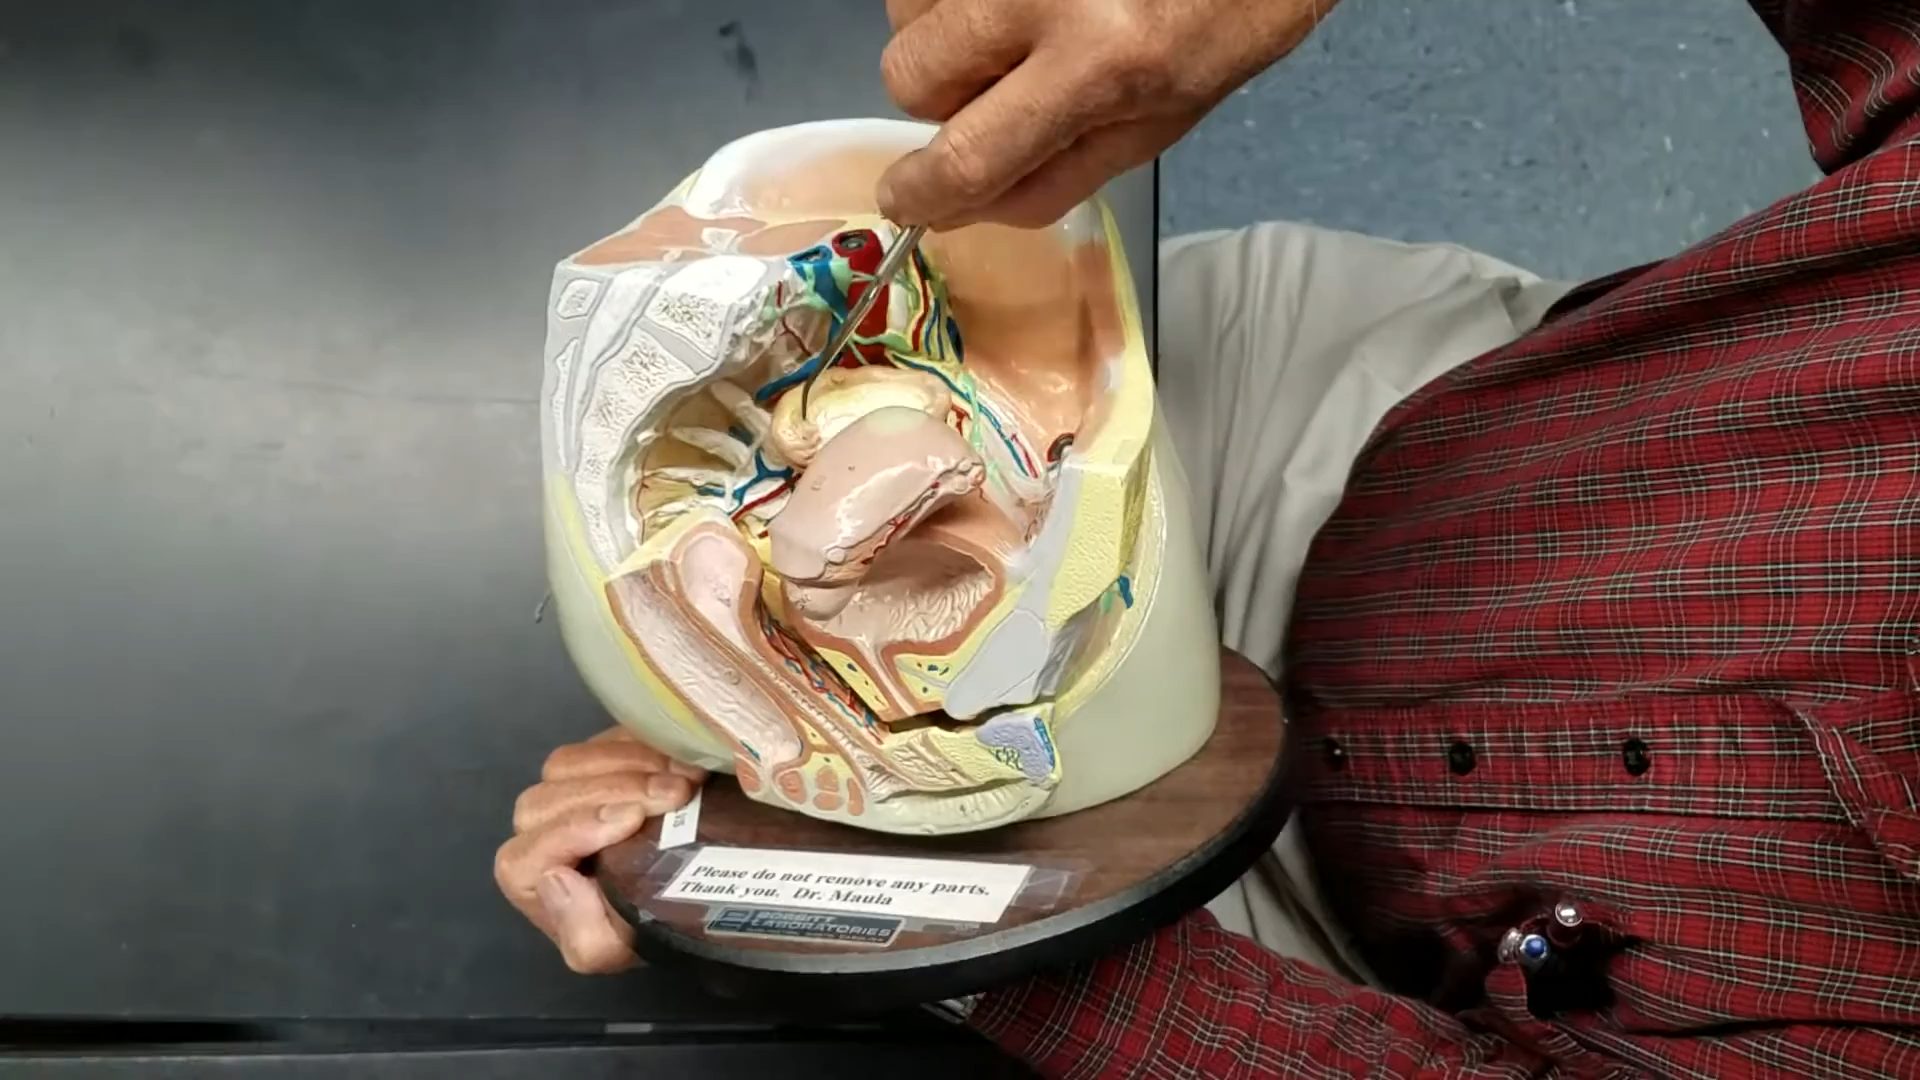 Please do not remove any parts.
Thank you. Dr. Maula
BOBBITT
LABORATORIES